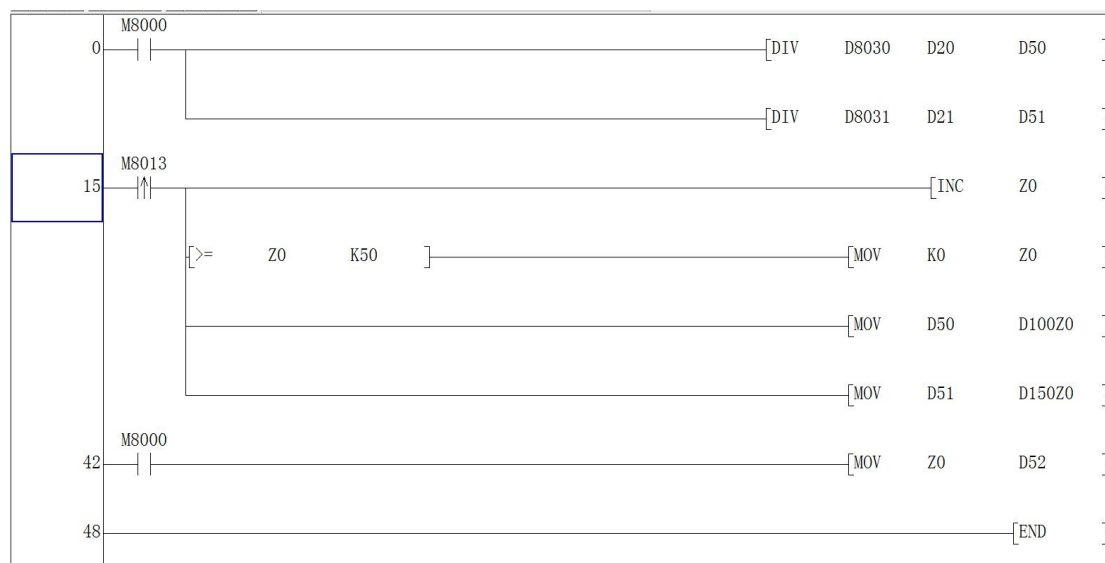 M8000
0 [DIV D8030 D20 D50 ]
[DIV D8031 D21 D51 ]
M8013
15 [INC Z0 ]
[>= Z0 K50 ] [MOV K0 Z0 ]
[MOV D50 D100Z0 ]
[MOV D51 D150Z0 ]
M8000
42 [MOV Z0 D52 ]
48 [END ]